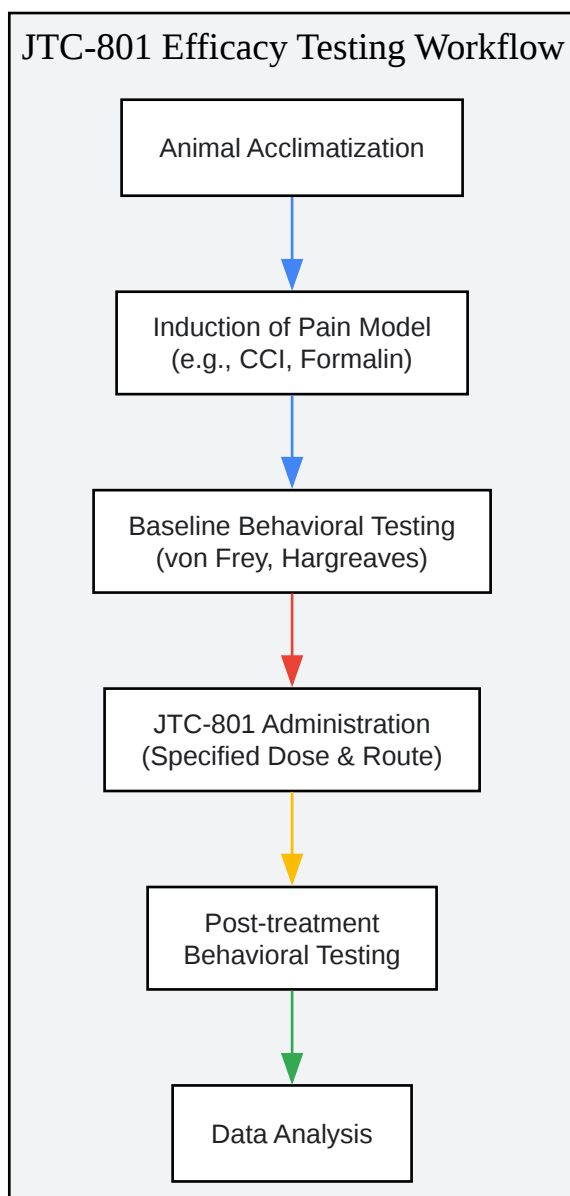 JTC-801 Efficacy Testing Workflow
Animal Acclimatization
Induction of Pain Model
(e.g., CCI, Formalin)
Baseline Behavioral Testing
(von Frey, Hargreaves)
JTC-801 Administration
(Specified Dose & Route)
Post-treatment
Behavioral Testing
Data Analysis